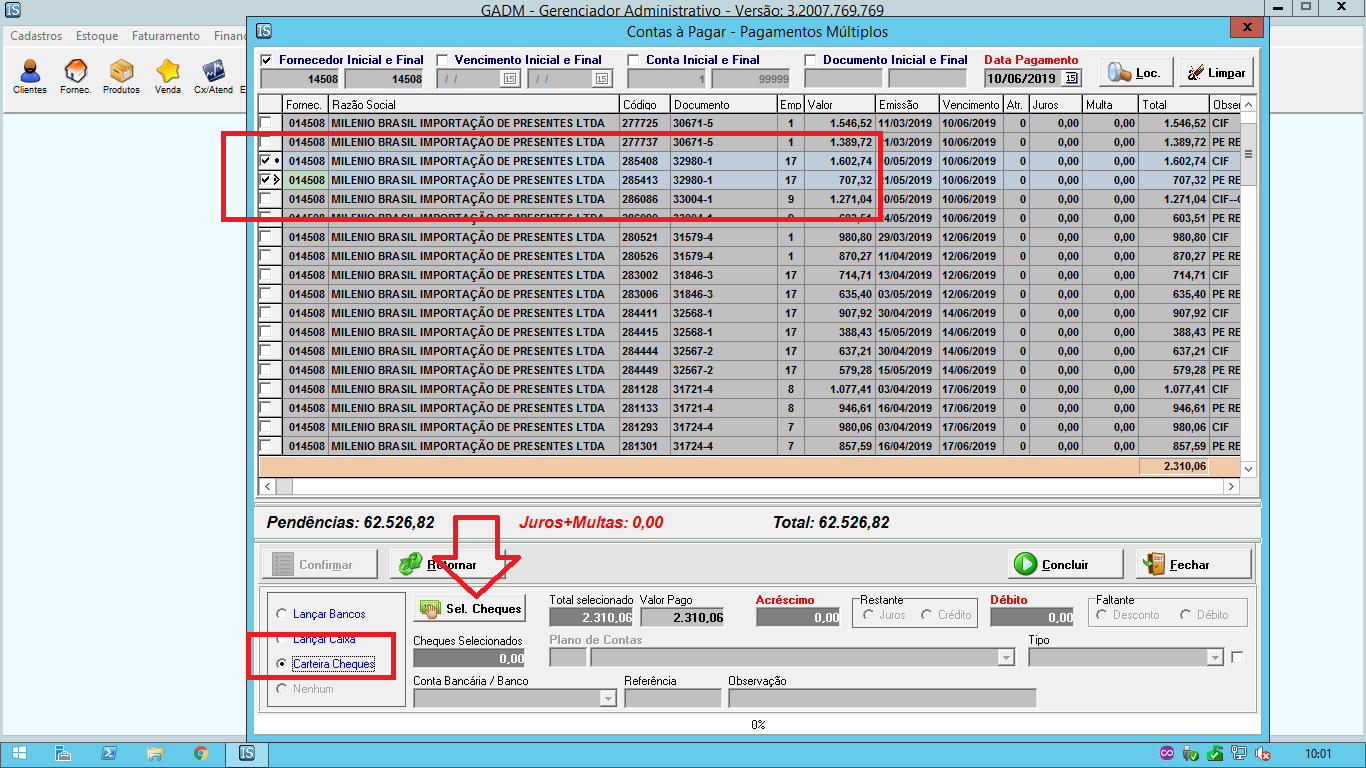 GADM - Gerenciador Administrativo - Versão: 3.2007.769.769
IS
Cadastros Estoque Faturamento Financ
Clientes Fornec. Produtos Venda Cx/Atend E
IS Contas à Pagar - Pagamentos Múltiplos
Fornecedor Inicial e Final Vencimento Inicial e Final Conta Inicial e Final Documento Inicial e Final Data Pagamento
14508 14508 / / 15 / / 15 1 99999 10/06/2019 15 Loc. Limpar
Fornec. Razão Social Código Documento Emp Valor Emissão Vencimento Atr. Juros Multa Total Obser
014508 MILENIO BRASIL IMPORTAÇÃO DE PRESENTES LTDA 277725 30671-5 1 1.546,52 11/03/2019 10/06/2019 0 0,00 0,00 1.546,52 CIF
014508 MILENIO BRASIL IMPORTAÇÃO DE PRESENTES LTDA 277737 30671-5 1 1.389,72 1/03/2019 10/06/2019 0 0,00 0,00 1.389,72 PE RE
014508 MILENIO BRASIL IMPORTAÇÃO DE PRESENTES LTDA 285408 32980-1 17 1.602,74 0/05/2019 10/06/2019 0 0,00 0,00 1.602,74 CIF
014508 MILENIO BRASIL IMPORTAÇÃO DE PRESENTES LTDA 285413 32980-1 17 707,32 1/05/2019 10/06/2019 0 0,00 0,00 707,32 PE RE
014508 MILENIO BRASIL IMPORTAÇÃO DE PRESENTES LTDA 286086 33004-1 9 1.271,04 0/05/2019 10/06/2019 0 0,00 0,00 1.271,04 CIF--C
014508 MILENIO BRASIL IMPORTAÇÃO DE PRESENTES LTDA 33004-1 9 603,51 4/05/2019 10/06/2019 0 0,00 0,00 603,51 PE RE
014508 MILENIO BRASIL IMPORTAÇÃO DE PRESENTES LTDA 280521 31579-4 1 980,80 29/03/2019 12/06/2019 0 0,00 0,00 980,80 CIF
014508 MILENIO BRASIL IMPORTAÇÃO DE PRESENTES LTDA 280526 31579-4 1 870,27 11/04/2019 12/06/2019 0 0,00 0,00 870,27 PE RE
014508 MILENIO BRASIL IMPORTAÇÃO DE PRESENTES LTDA 283002 31846-3 17 714,71 13/04/2019 12/06/2019 0 0,00 0,00 714,71 CIF
014508 MILENIO BRASIL IMPORTAÇÃO DE PRESENTES LTDA 283006 31846-3 17 635,40 03/05/2019 12/06/2019 0 0,00 0,00 635,40 PE RE
014508 MILENIO BRASIL IMPORTAÇÃO DE PRESENTES LTDA 284411 32568-1 17 907,92 30/04/2019 14/06/2019 0 0,00 0,00 907,92 CIF
014508 MILENIO BRASIL IMPORTAÇÃO DE PRESENTES LTDA 284415 32568-1 17 388,43 15/05/2019 14/06/2019 0 0,00 0,00 388,43 PE RE
014508 MILENIO BRASIL IMPORTAÇÃO DE PRESENTES LTDA 284444 32567-2 17 637,21 30/04/2019 14/06/2019 0 0,00 0,00 637,21 CIF
014508 MILENIO BRASIL IMPORTAÇÃO DE PRESENTES LTDA 284449 32567-2 17 579,28 15/05/2019 14/06/2019 0 0,00 0,00 579,28 PE RE
014508 MILENIO BRASIL IMPORTAÇÃO DE PRESENTES LTDA 281128 31721-4 8 1.077,41 03/04/2019 17/06/2019 0 0,00 0,00 1.077,41 CIF
014508 MILENIO BRASIL IMPORTAÇÃO DE PRESENTES LTDA 281133 31721-4 8 946,61 16/04/2019 17/06/2019 0 0,00 0,00 946,61 PE RE
014508 MILENIO BRASIL IMPORTAÇÃO DE PRESENTES LTDA 281293 31724-4 7 980,06 03/04/2019 17/06/2019 0 0,00 0,00 980,06 CIF
014508 MILENIO BRASIL IMPORTAÇÃO DE PRESENTES LTDA 281301 31724-4 7 857,59 16/04/2019 17/06/2019 0 0,00 0,00 857,59 PE RE
2.310,06
Pendências: 62.526,82 Juros+Multas: 0,00 Total: 62.526,82
Confirmar Retornar Concluir Fechar
Lançar Bancos
Lançar Caixa
Carteira Cheques
Nenhum
Sel. Cheques Total selecionado Valor Pago Acréscimo Restante Débito Faltante
2.310,06 2.310,06 0,00 Juros Crédito 0,00 Desconto Débito
Cheques Selecionados Plano de Contas Tipo
0,00
Conta Bancária / Banco Referência Observação
0%
IS 10:01